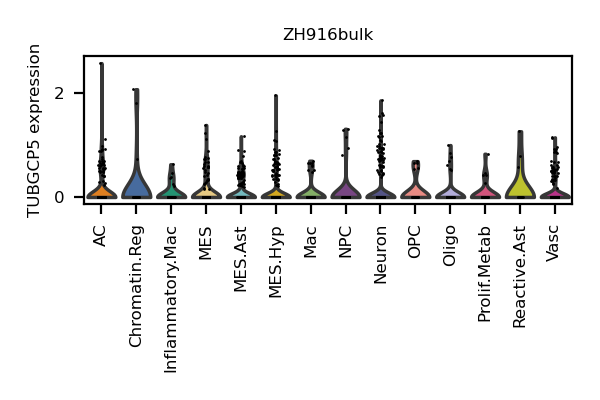 ZH916bulk
TUBGCP5 expression
2
0
AC
Chromatin.Reg
Inflammatory.Mac
MES
MES.Ast
MES.Hyp
Mac
NPC
Neuron
OPC
Oligo
Prolif.Metab
Reactive.Ast
Vasc